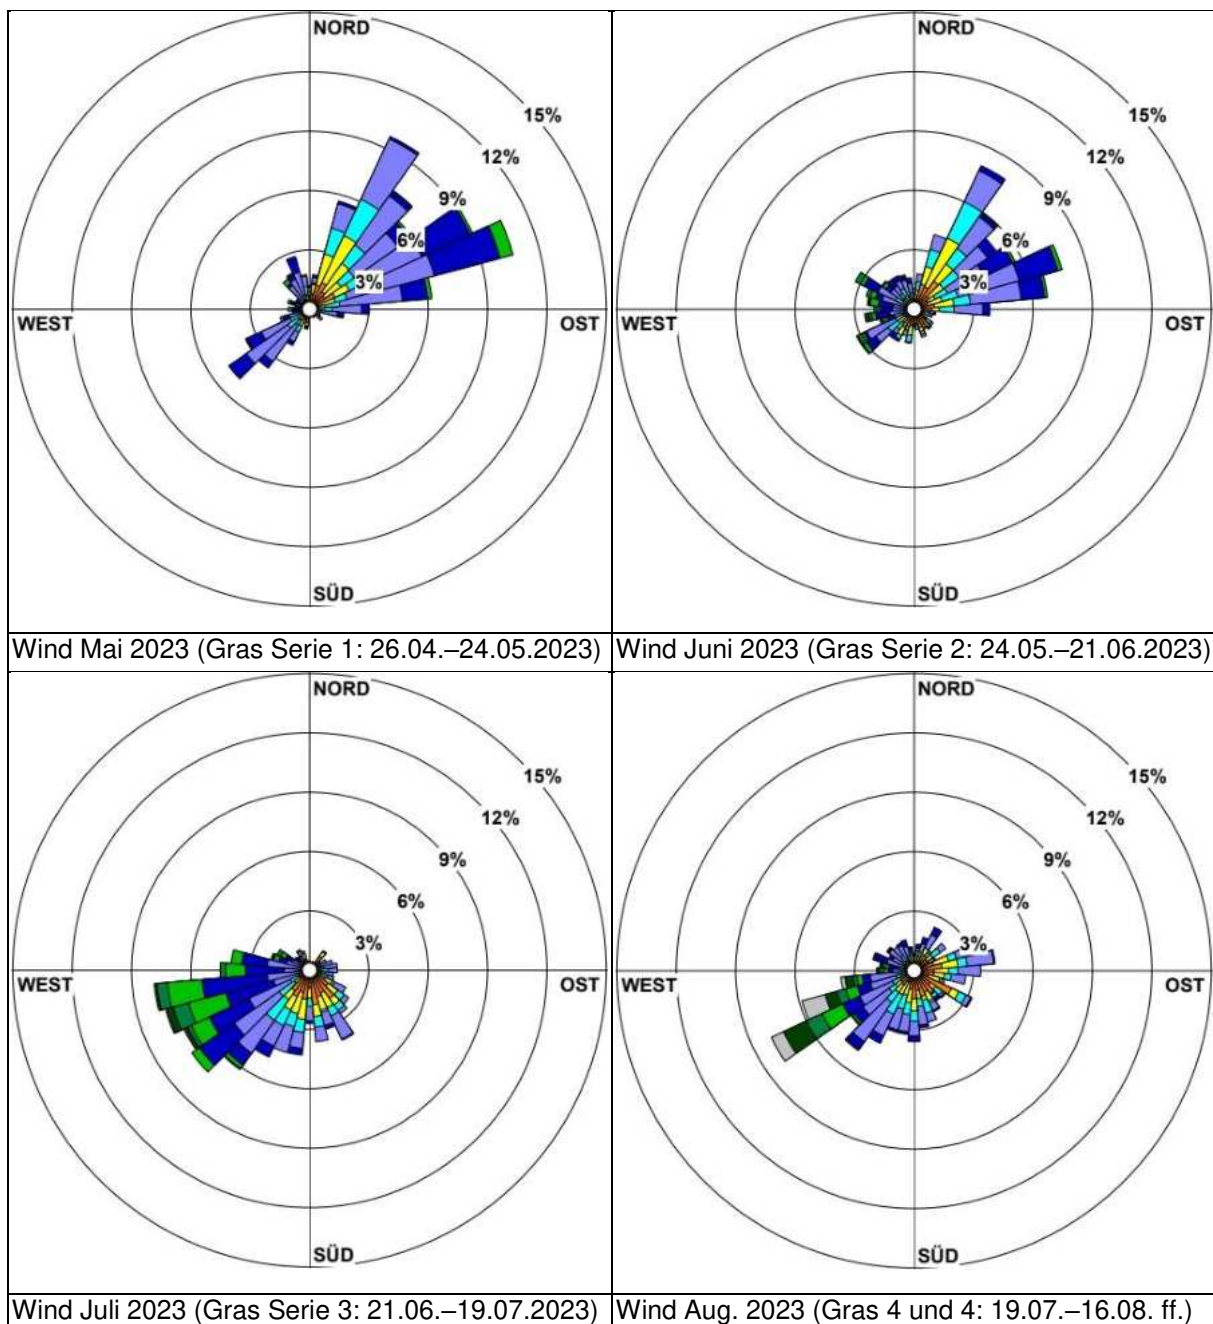 NORD
15%
12%
9%
6%
3%
WEST
OST
SÜD
Wind Mai 2023 (Gras Serie 1: 26.04.–24.05.2023)
NORD
15%
12%
9%
6%
3%
WEST
OST
SÜD
Wind Juni 2023 (Gras Serie 2: 24.05.–21.06.2023)
NORD
15%
12%
9%
6%
3%
WEST
OST
SÜD
Wind Juli 2023 (Gras Serie 3: 21.06.–19.07.2023)
NORD
15%
12%
9%
6%
3%
WEST
OST
SÜD
Wind Aug. 2023 (Gras 4 und 4: 19.07.–16.08. ff.)